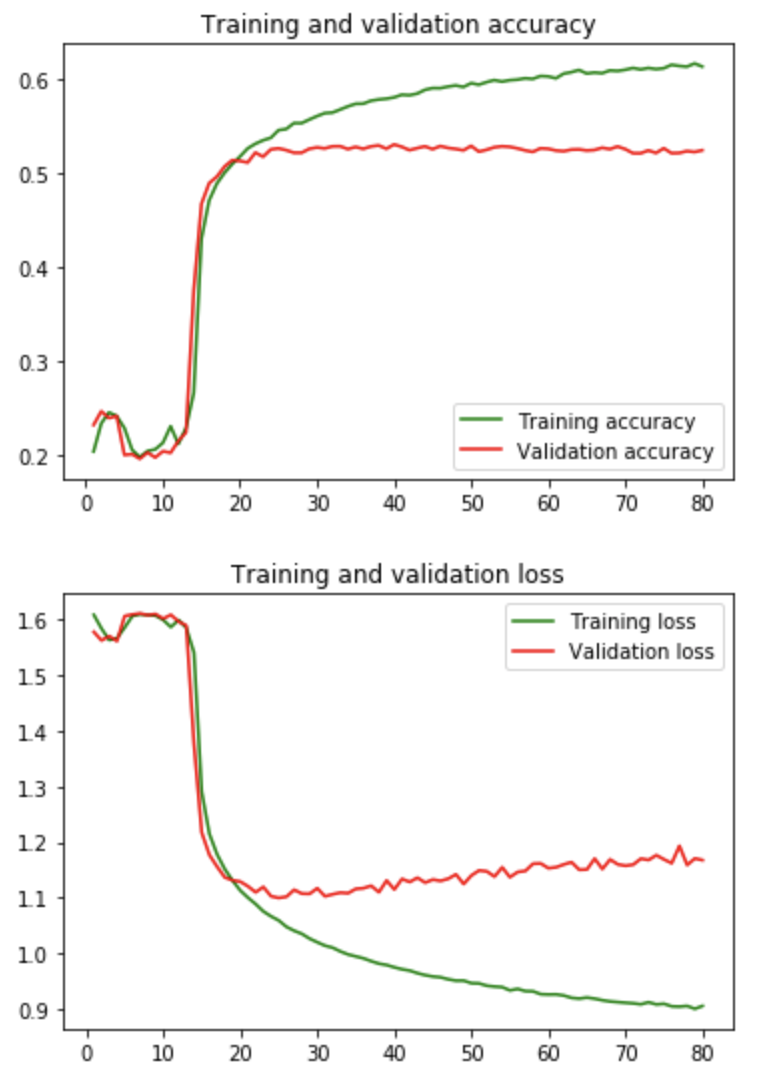 Training and validation accuracy
0.6
0.5
0.4
0.3
0.2
Training accuracy
Validation accuracy
0 10 20 30 40 50 60 70 80
Training and validation loss
1.6
1.5
1.4
1.3
1.2
1.1
1.0
0.9
Training loss
Validation loss
0 10 20 30 40 50 60 70 80